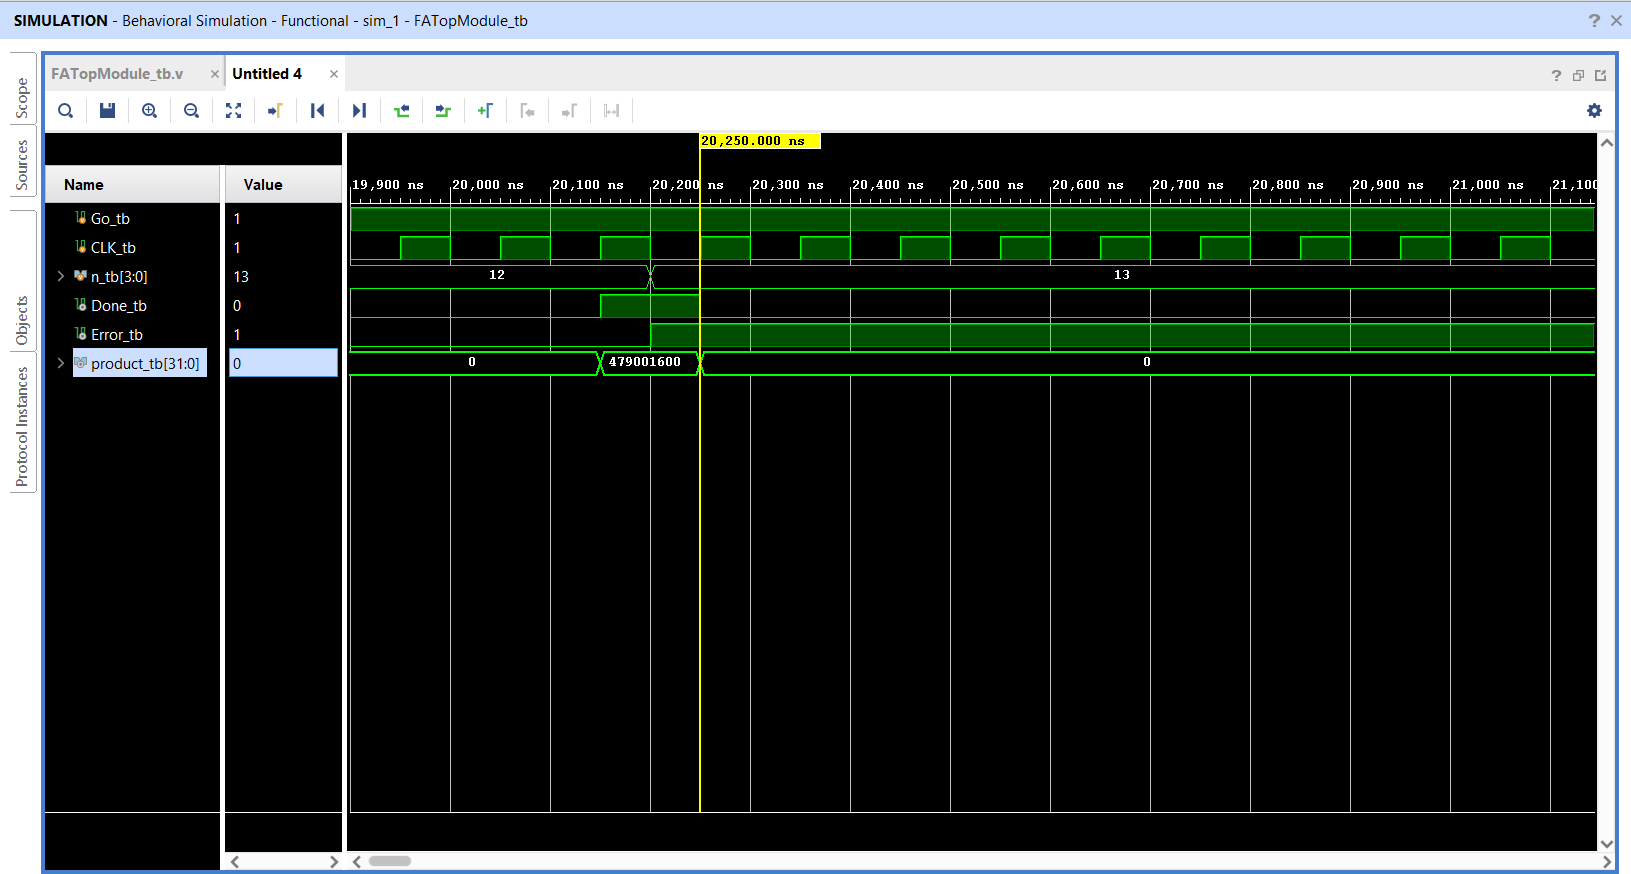 SIMULATION - Behavioral Simulation - Functional - sim_1 - FATopModule_tb
? ×
Scope
Sources
Objects
Protocol Instances
FATopModule_tb.v ×
Untitled 4 ×
?
20,250.000 ns
Name
Value
19,900 ns 20,000 ns 20,100 ns 20,200 ns 20,300 ns 20,400 ns 20,500 ns 20,600 ns 20,700 ns 20,800 ns 20,900 ns 21,000 ns 21,100
Go_tb 1
CLK_tb 1
n_tb[3:0] 13 12 13
Done_tb 0
Error_tb 1
product_tb[31:0] 0 0 479001600 0